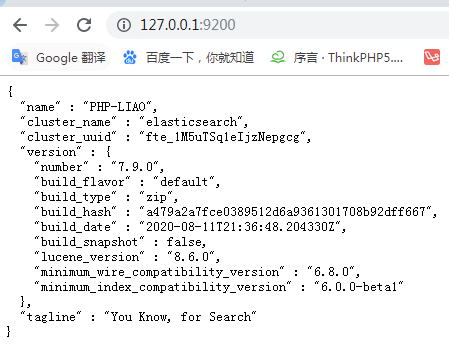 127.0.0.1:9200
Google 翻译 百度一下，你就知道 序言 · ThinkPHP5....
{
"name" : "PHP-LIAO",
"cluster_name" : "elasticsearch",
"cluster_uuid" : "fte_1M5uTSq1eIjzNepgcg",
"version" : {
"number" : "7.9.0",
"build_flavor" : "default",
"build_type" : "zip",
"build_hash" : "a479a2a7fce0389512d6a9361301708b92dff667",
"build_date" : "2020-08-11T21:36:48.204330Z",
"build_snapshot" : false,
"lucene_version" : "8.6.0",
"minimum_wire_compatibility_version" : "6.8.0",
"minimum_index_compatibility_version" : "6.0.0-beta1"
},
"tagline" : "You Know, for Search"
}